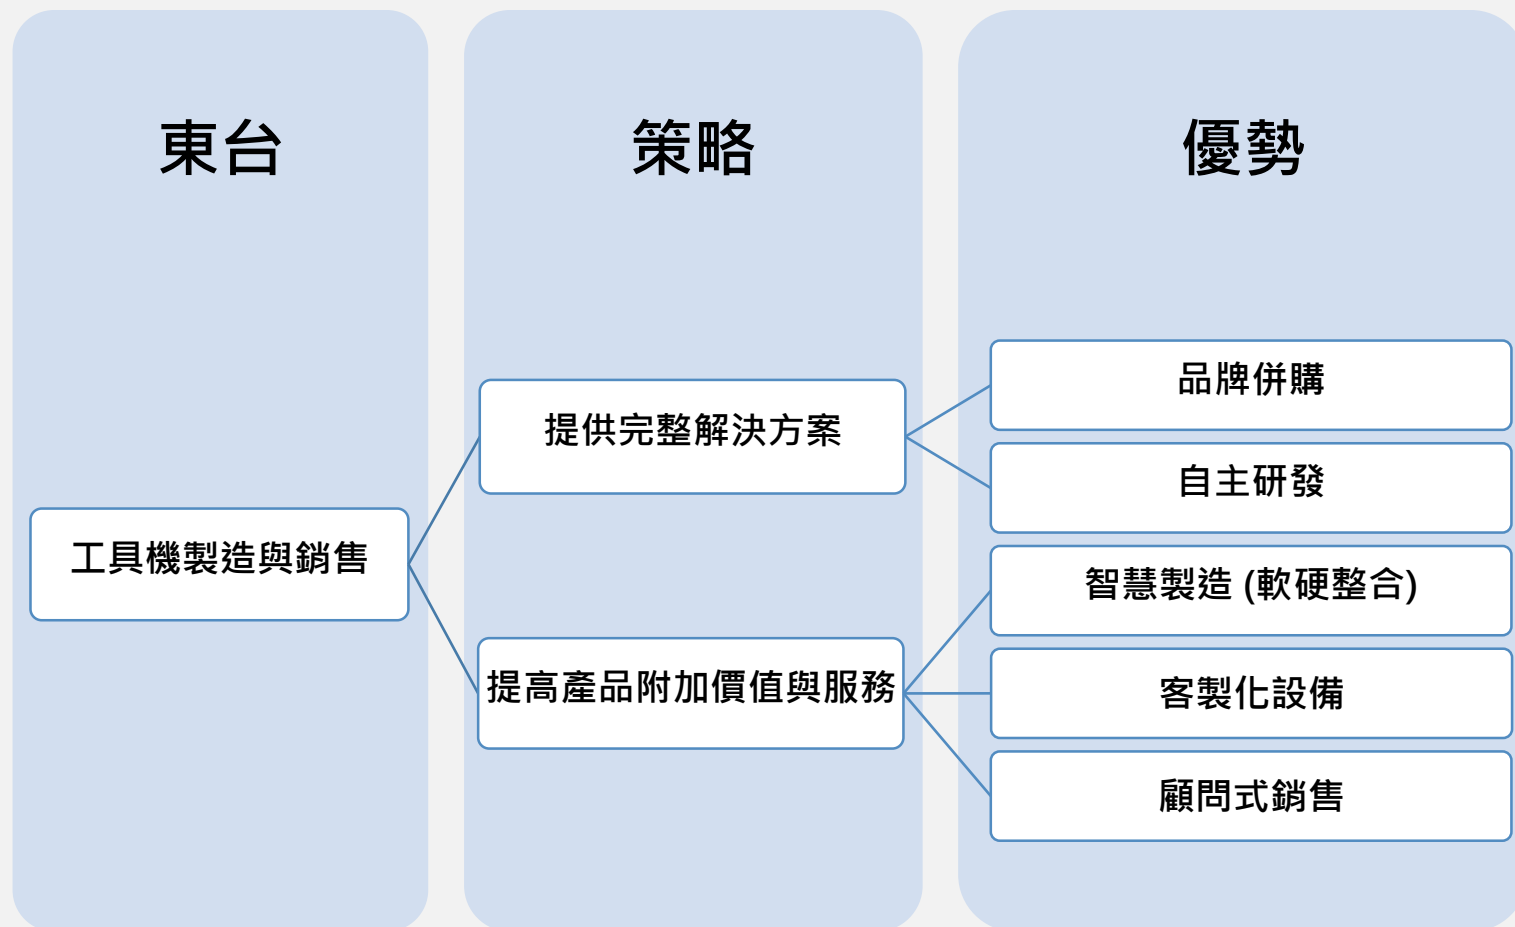 東台
策略
優勢
工具機製造與銷售
提供完整解決方案
提高產品附加價值與服務
品牌併購
自主研發
智慧製造 (軟硬整合)
客製化設備
顧問式銷售